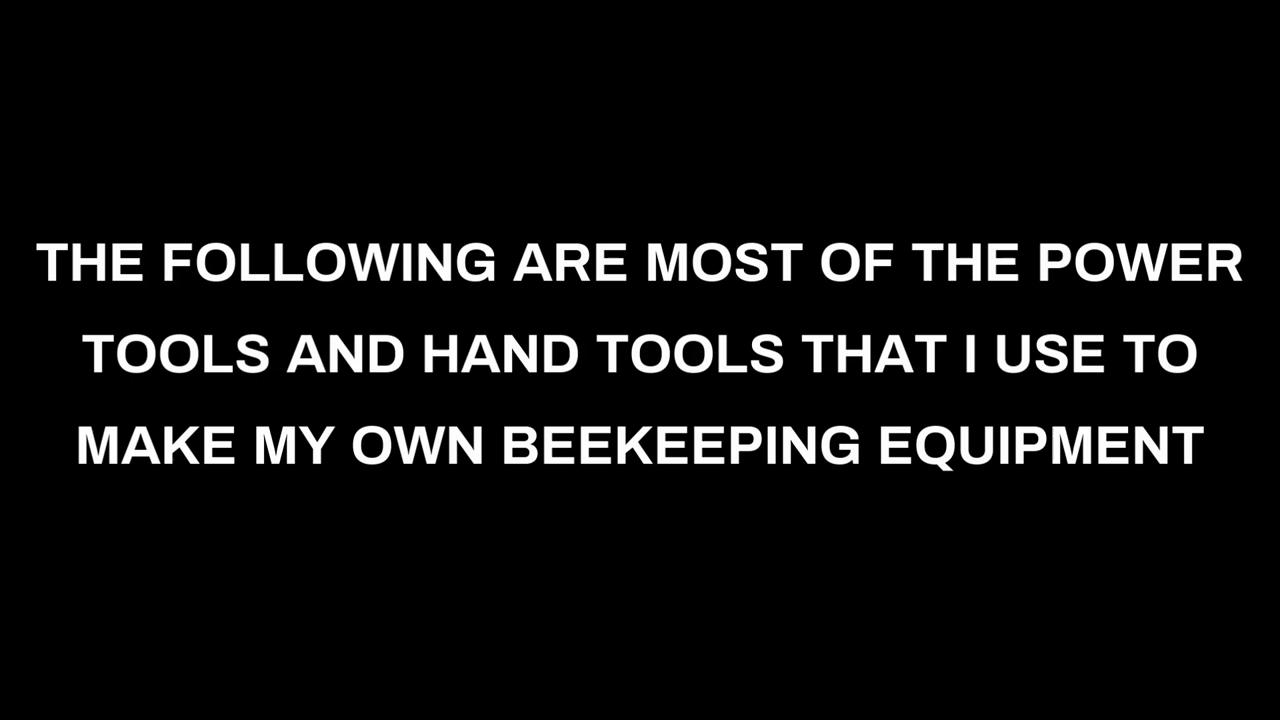 THE FOLLOWING ARE MOST OF THE POWER
TOOLS AND HAND TOOLS THAT I USE TO
MAKE MY OWN BEEKEEPING EQUIPMENT